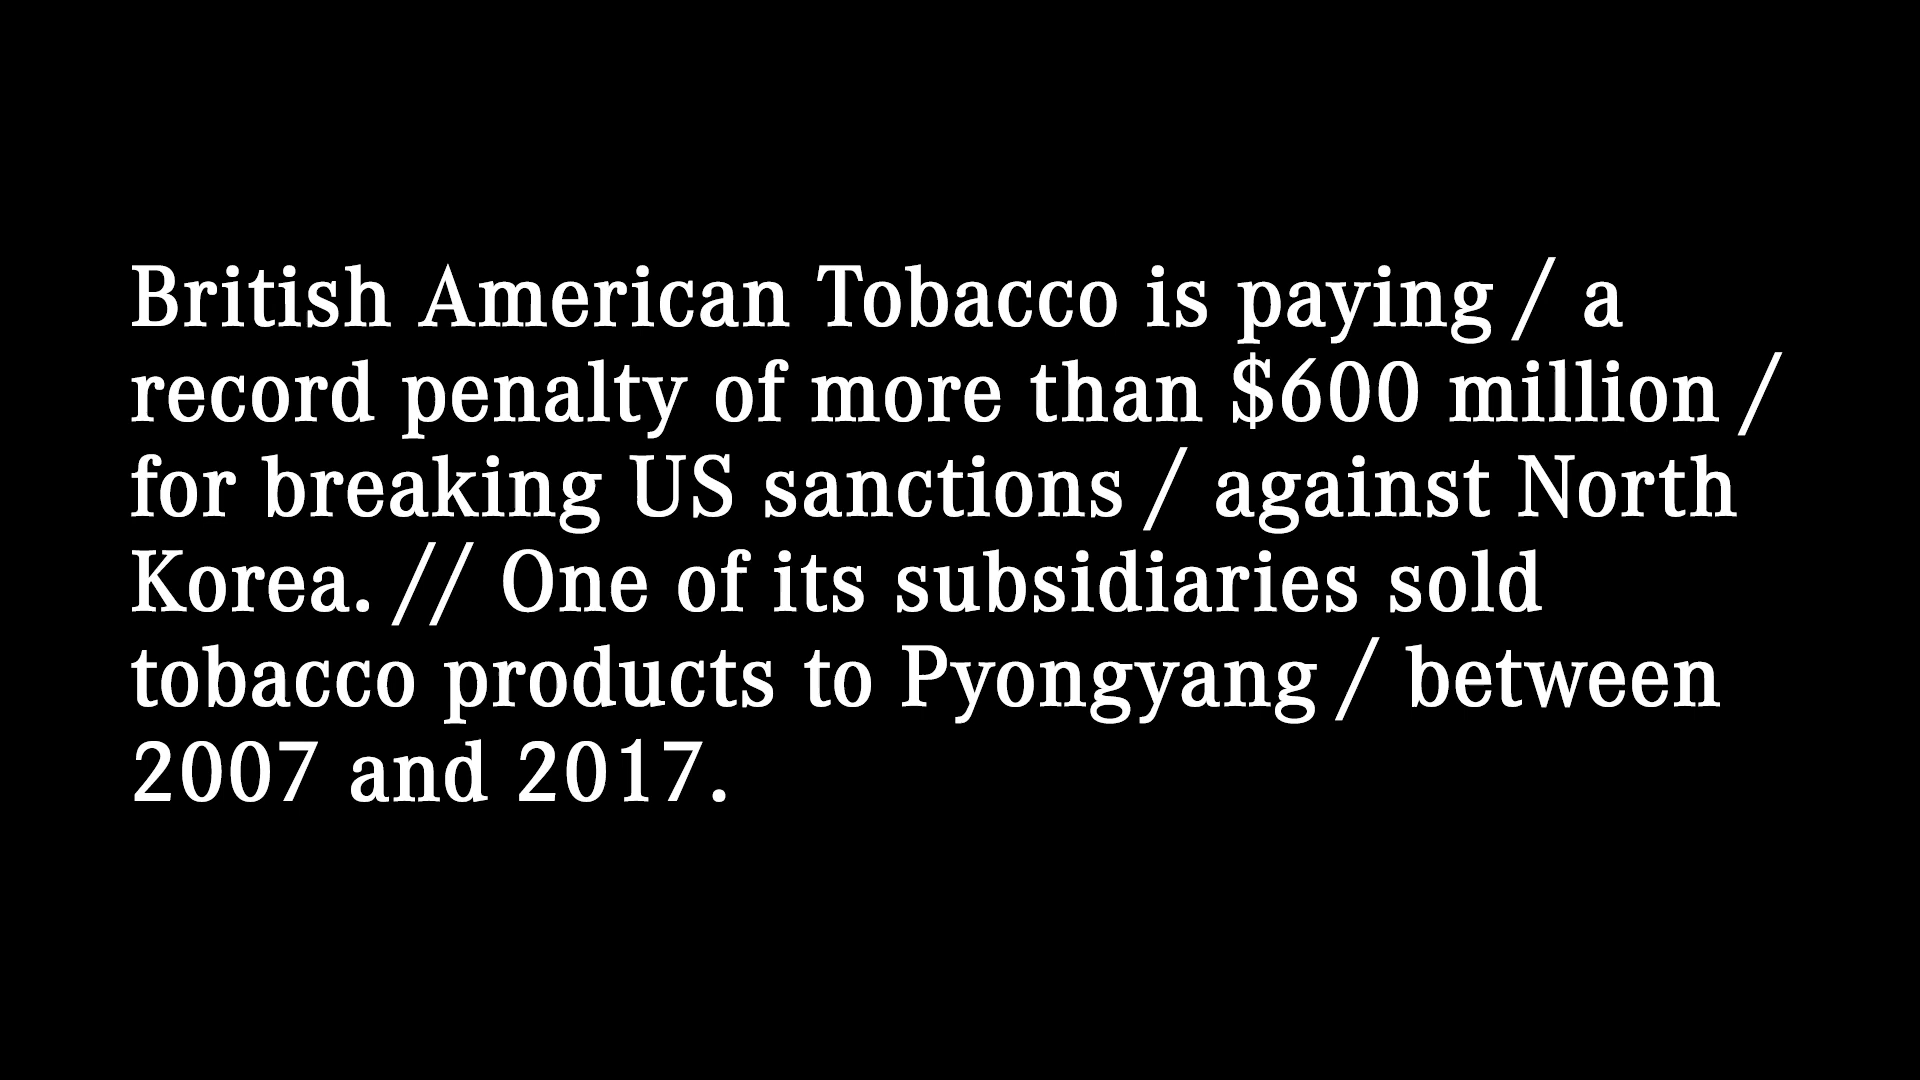 British American Tobacco is paying / a
record penalty of more than $600 million /
for breaking US sanctions / against North
Korea. // One of its subsidiaries sold
tobacco products to Pyongyang / between
2007 and 2017.